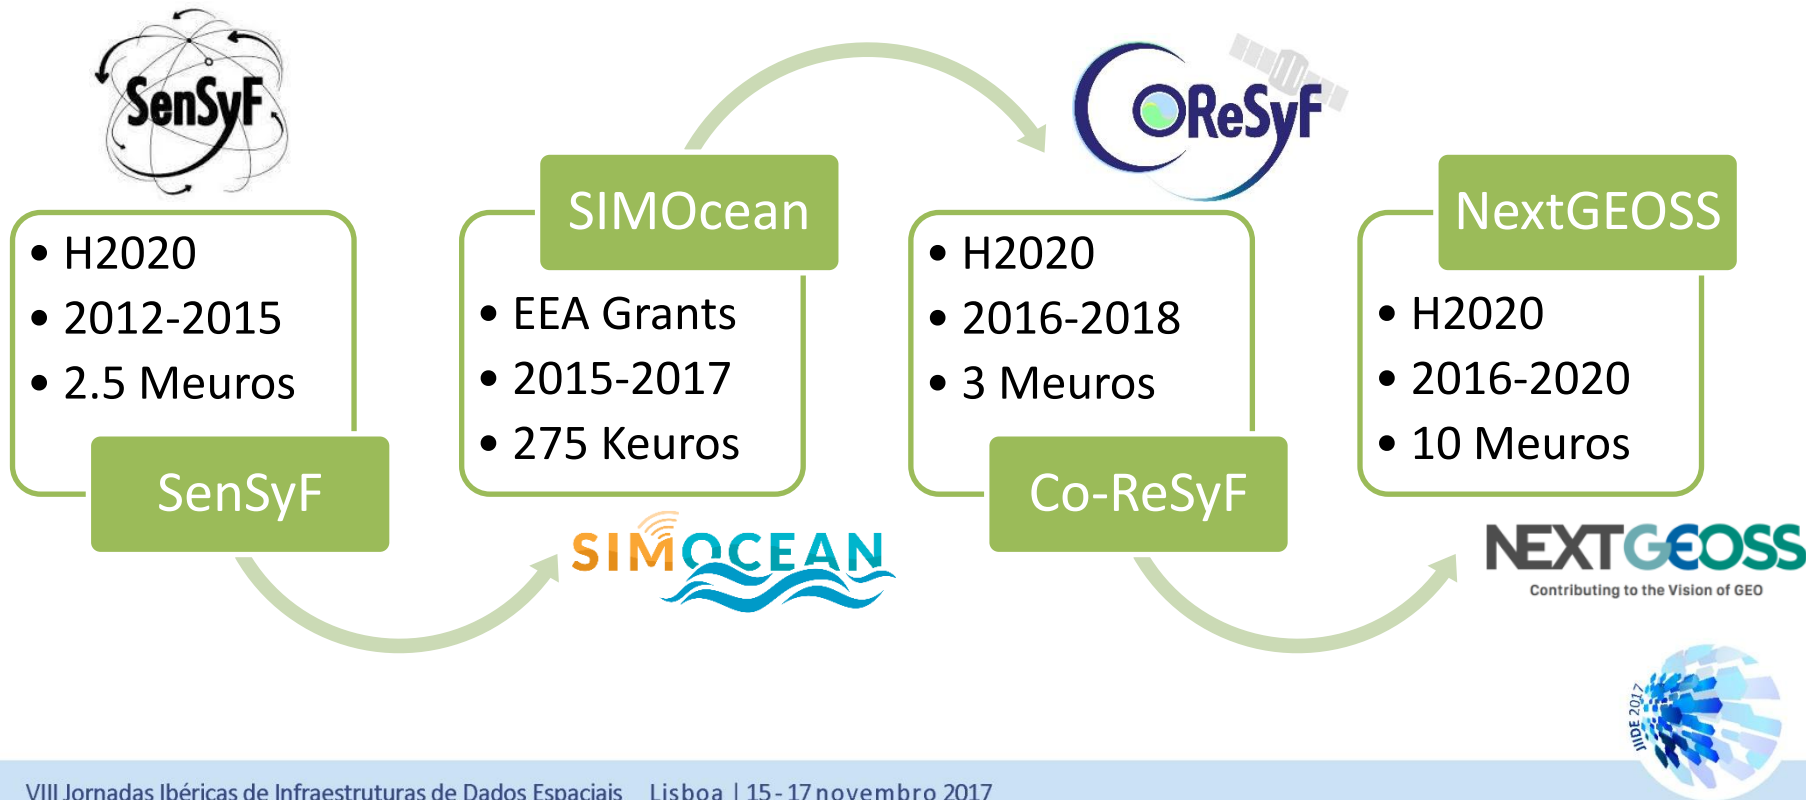 SenSyF
• H2020
• 2012-2015
• 2.5 Meuros
SenSyF
SIMOcean
• EEA Grants
• 2015-2017
• 275 Keuros
SIMOCEAN
COReSyF
• H2020
• 2016-2018
• 3 Meuros
Co-ReSyF
NextGEOSS
• H2020
• 2016-2020
• 10 Meuros
NEXTGEOSS
Contributing to the Vision of GEO
JIIDE 2017
VIII Jornadas Ibéricas de Infraestruturas de Dados Espaciais Lisboa | 15 - 17 novembro 2017